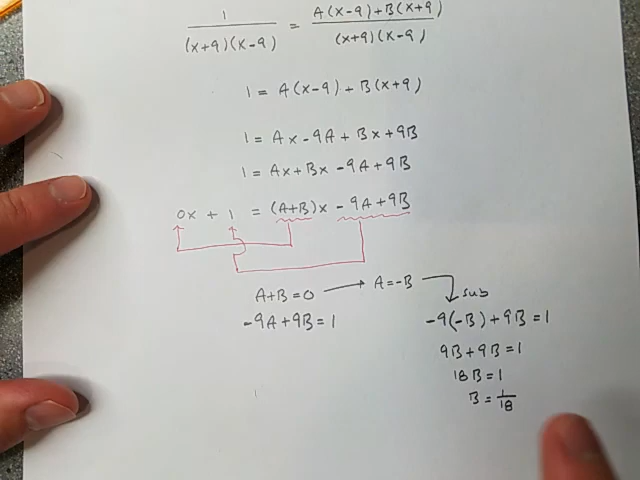 1/((x+9)(x-9)) = (A(x-9)+B(x+9))/((x+9)(x-9))
1 = A(x-9)+B(x+9)
1 = Ax-9A+Bx+9B
1 = Ax+Bx -9A+9B
0x + 1 = (A+B)x -9A+9B
A+B=0 → A=-B → sub
-9A+9B=1
-9(-B)+9B=1
9B+9B=1
18B=1
B=1/18